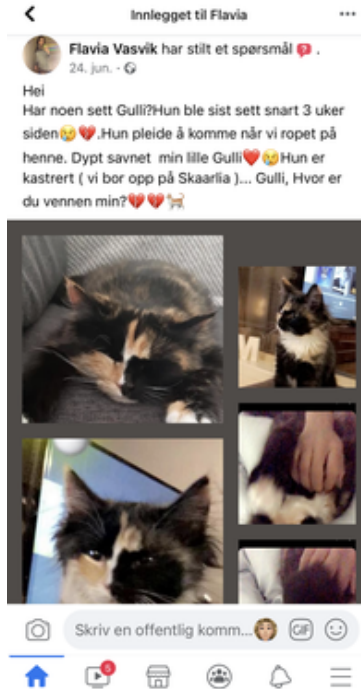 Innlegget til Flavia
Flavia Vasvik har stilt et spørsmål
24. jun.
Hei
Har noen sett Gulli?Hun ble sist sett snart 3 uker
siden😢💔.Hun pleide å komme når vi ropet på
henne. Dypt savnet min lille Gulli❤️😢Hun er
kastrert ( vi bor opp på Skaarlia )... Gulli, Hvor er
du vennen min?💔💔🐈
Skriv en offentlig komm...
GIF
5